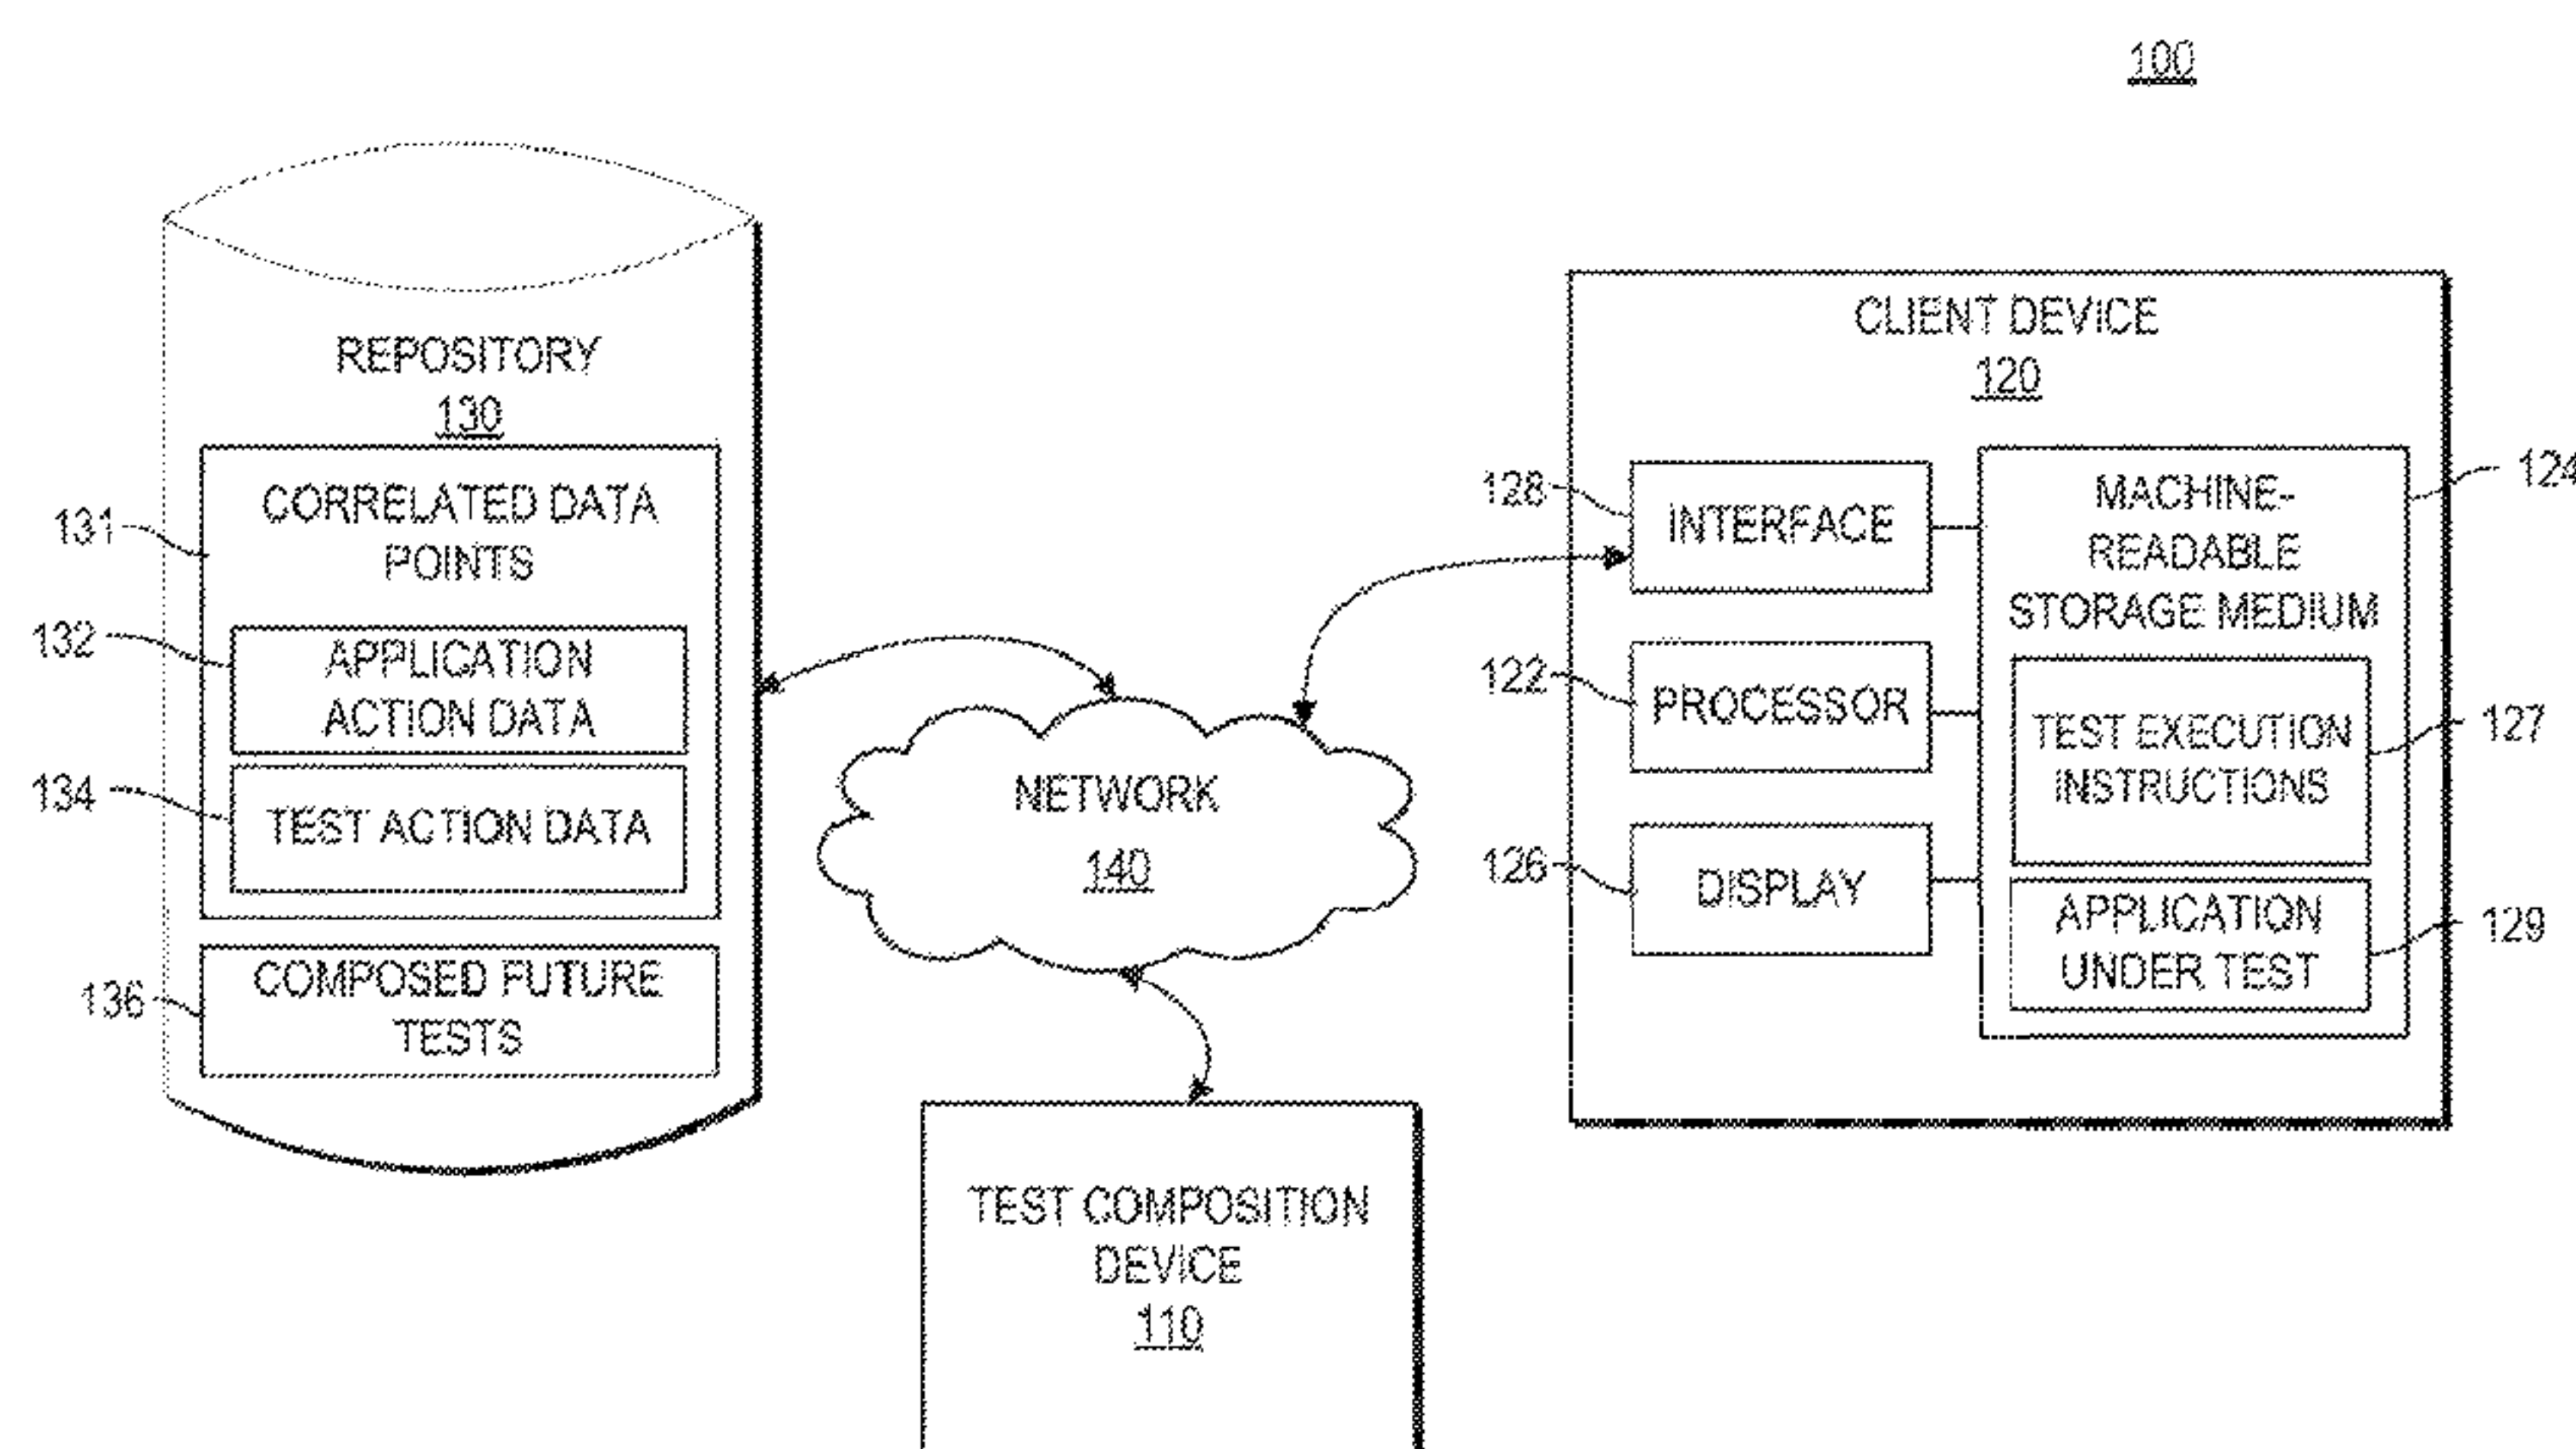 100
REPOSITORY
130
131
CORRELATED DATA
POINTS
132
APPLICATION
ACTION DATA
134
TEST ACTION DATA
136
COMPOSED FUTURE
TESTS
NETWORK
140
TEST COMPOSITION
DEVICE
110
CLIENT DEVICE
120
128
INTERFACE
122
PROCESSOR
126
DISPLAY
124
MACHINE-
READABLE
STORAGE MEDIUM
TEST EXECUTION
INSTRUCTIONS
127
APPLICATION
UNDER TEST
129